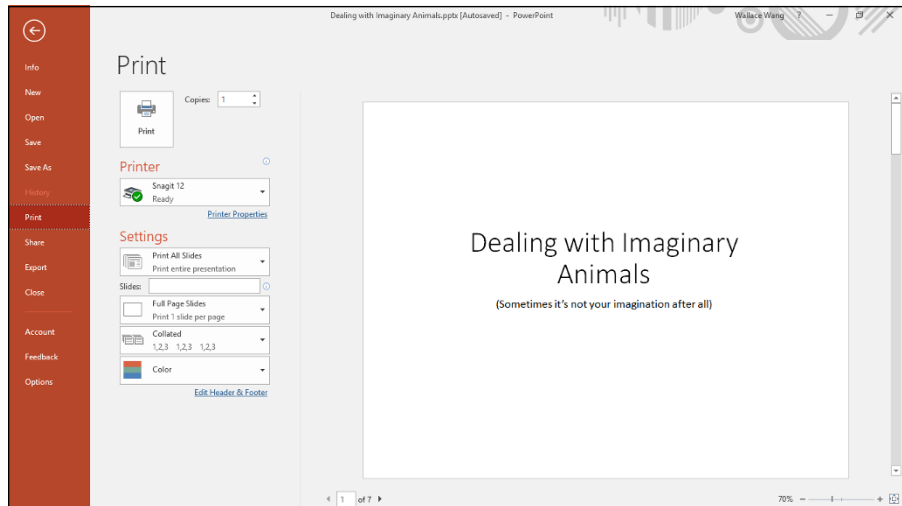 Dealing with Imaginary Animals.pptx [Autosaved] - PowerPoint
Wallace Wang ?
Info
New
Open
Save
Save As
History
Print
Share
Export
Close
Account
Feedback
Options
Print
Copies: 1
Print
Printer
Snagit 12
Ready
Printer Properties
Settings
Print All Slides
Print entire presentation
Slides:
Full Page Slides
Print 1 slide per page
Collated
1,2,3 1,2,3 1,2,3
Color
Edit Header & Footer
Dealing with Imaginary
Animals
(Sometimes it's not your imagination after all)
1 of 7
70%